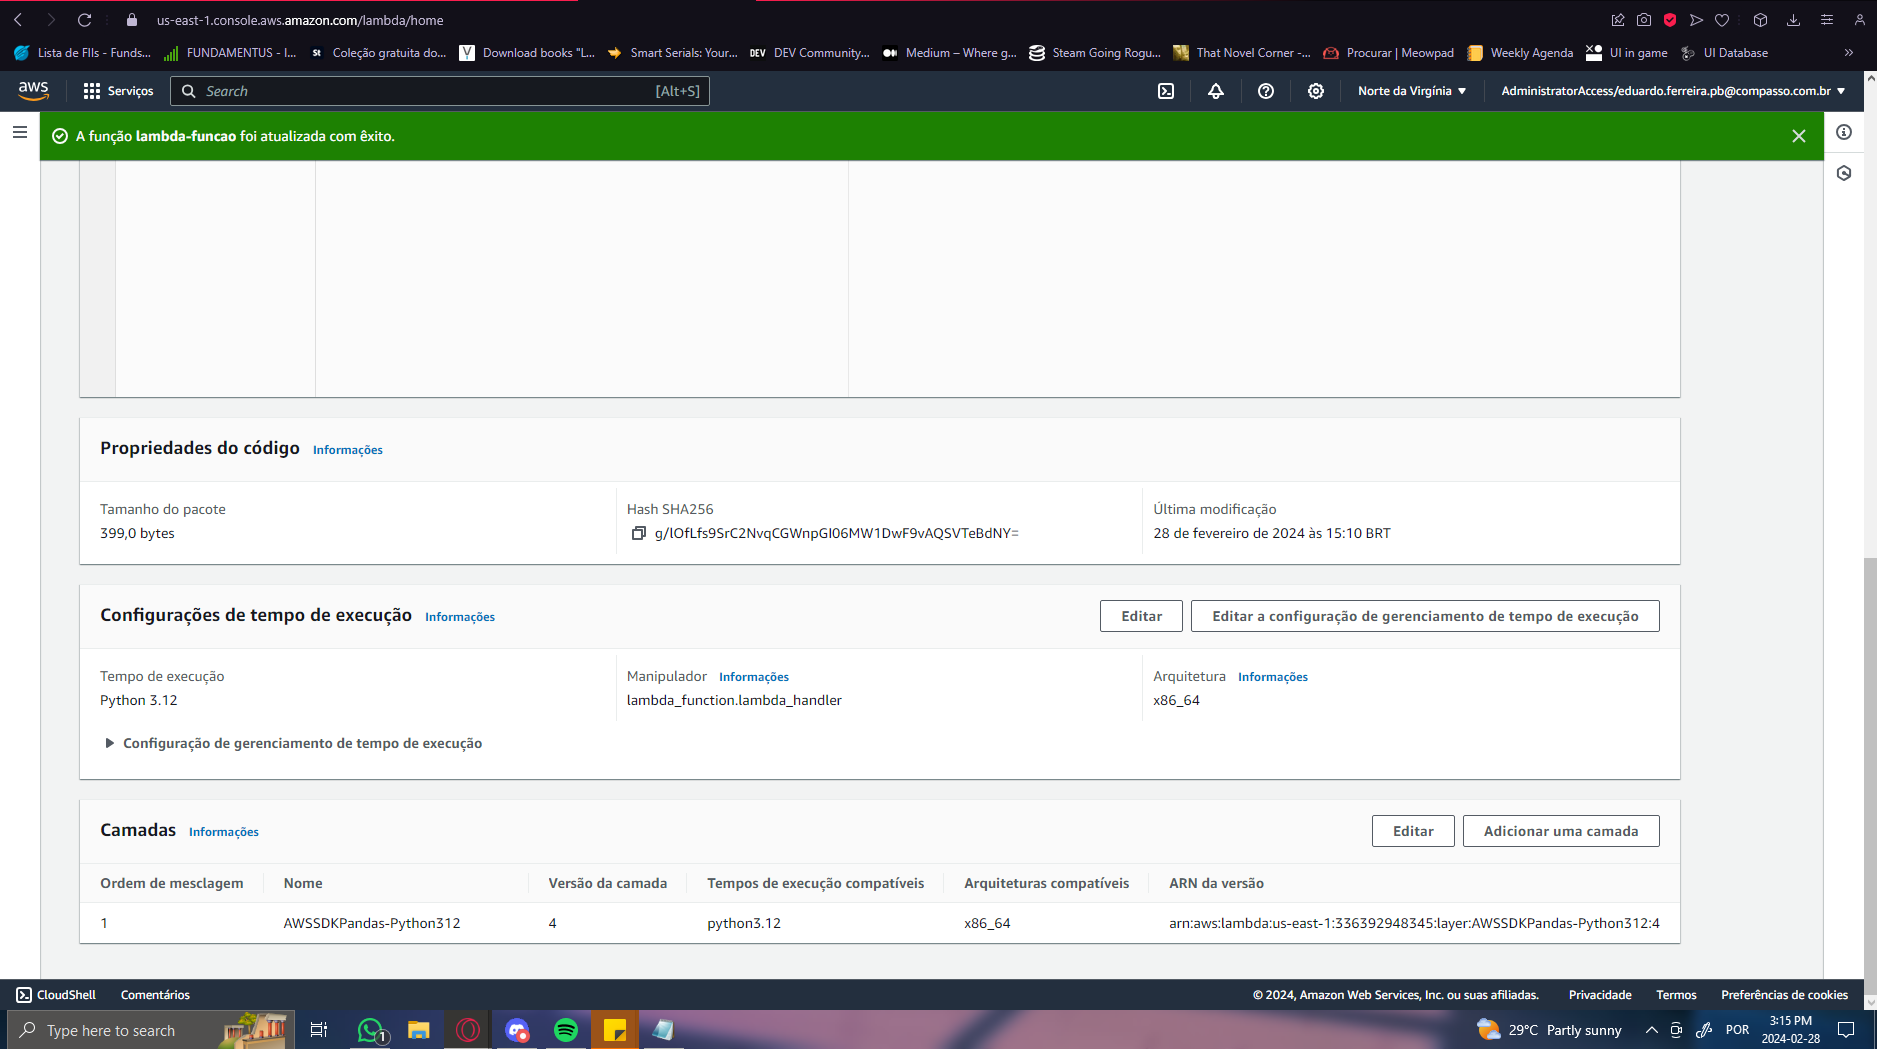 us-east-1.console.aws.amazon.com/lambda/home
Lista de FIIs - Funds... FUNDAMENTUS - I... St Coleção gratuita do... V Download books "L... Smart Serials: Your... DEV DEV Community,... Medium – Where g... Steam Going Rogu... That Novel Corner -... Procurar | Meowpad Weekly Agenda UI in game UI Database »
aws Serviços Search [Alt+S] Norte da Virgínia AdministratorAccess/eduardo.ferreira.pb@compasso.com.br
A função lambda-funcao foi atualizada com êxito.
Propriedades do código Informações
Tamanho do pacote Hash SHA256 Última modificação
399,0 bytes g/lOfLfs9SrC2NvqCGWnpGI06MW1DwF9vAQSVTeBdNY= 28 de fevereiro de 2024 às 15:10 BRT
Configurações de tempo de execução Informações Editar Editar a configuração de gerenciamento de tempo de execução
Tempo de execução Manipulador Informações Arquitetura Informações
Python 3.12 lambda_function.lambda_handler x86_64
Configuração de gerenciamento de tempo de execução
Camadas Informações Editar Adicionar uma camada
Ordem de mesclagem Nome Versão da camada Tempos de execução compatíveis Arquiteturas compatíveis ARN da versão
1 AWSSDKPandas-Python312 4 python3.12 x86_64 arn:aws:lambda:us-east-1:336392948345:layer:AWSSDKPandas-Python312:4
CloudShell Comentários © 2024, Amazon Web Services, Inc. ou suas afiliadas. Privacidade Termos Preferências de cookies
Type here to search 1 29°C Partly sunny POR 3:15 PM
2024-02-28